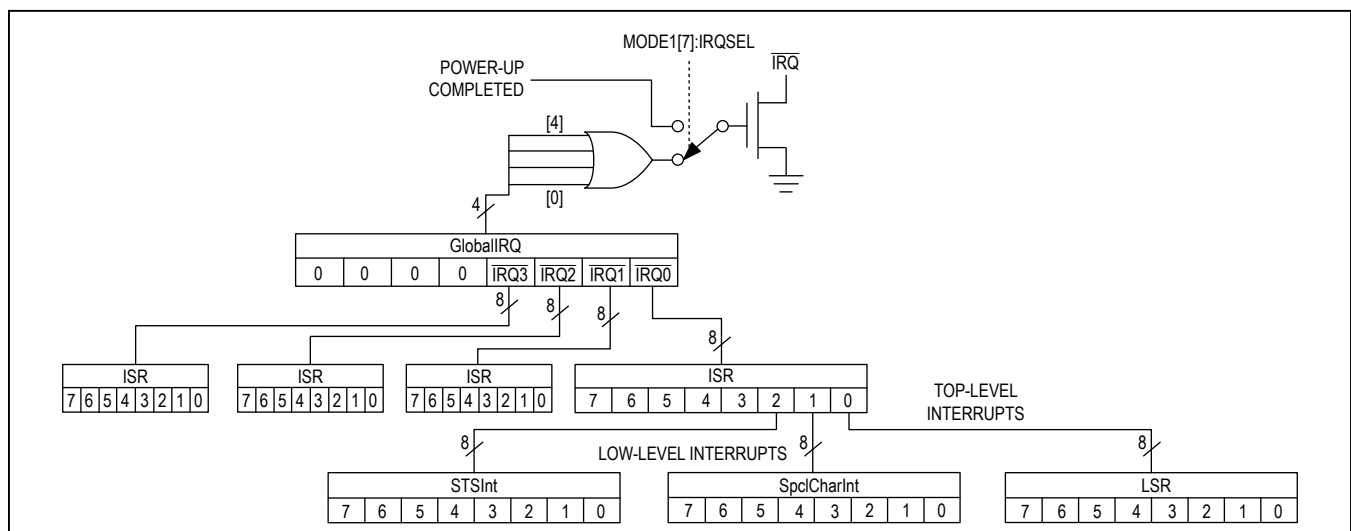 MODE1[7]:IRQSEL
IRQ
POWER-UP
COMPLETED
[4]
[0]
4
GlobalIRQ
0 0 0 0 IRQ3 IRQ2 IRQ1 IRQ0
8 8 8 8
ISR ISR ISR ISR
7 6 5 4 3 2 1 0 7 6 5 4 3 2 1 0 7 6 5 4 3 2 1 0 7 6 5 4 3 2 1 0
TOP-LEVEL
INTERRUPTS
8 LOW-LEVEL INTERRUPTS 8 8
STSInt SpclCharInt LSR
7 6 5 4 3 2 1 0 7 6 5 4 3 2 1 0 7 6 5 4 3 2 1 0